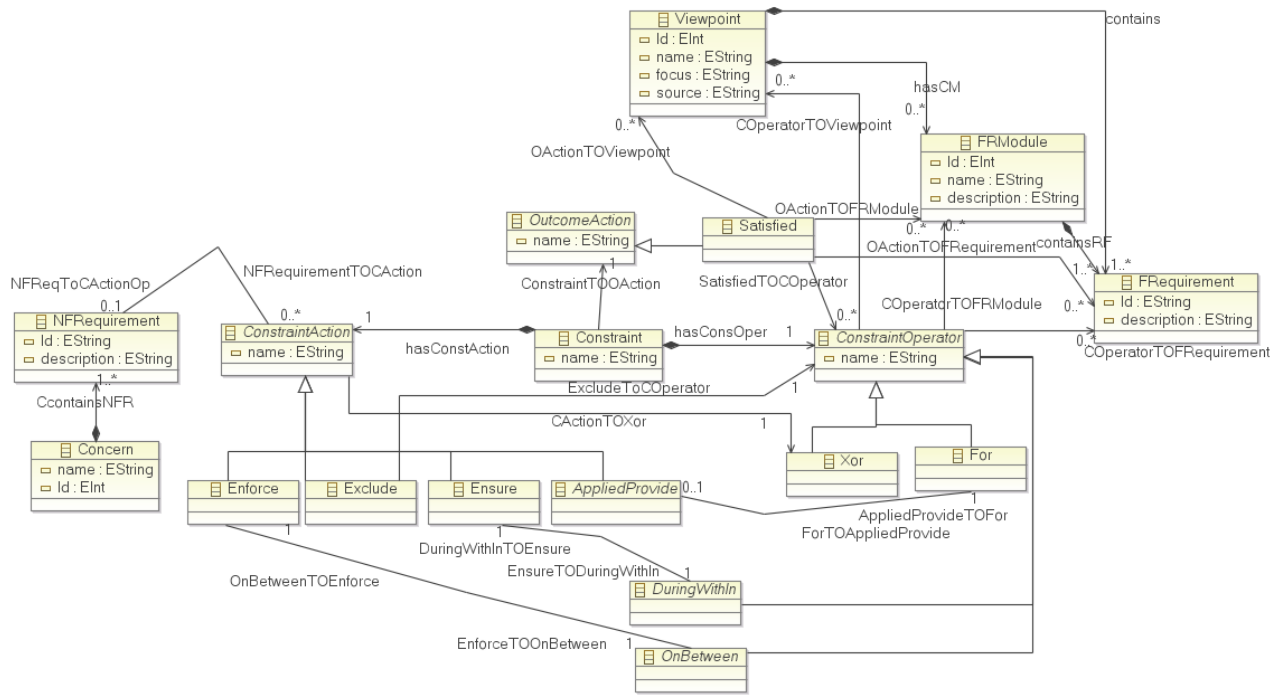 Viewpoint
Id : EInt
name : EString
focus : EString
source : EString
contains
0..*
hasCM
0..*
COperatorTOViewpoint
0..*
OActionTOViewpoint
FRModule
Id : EInt
name : EString
description : EString
OutcomeAction
name : EString
Satisfied
OActionTOFRModule
0..*
0..*
OActionTOFRequirement
containsRF
1..*
1..*
1
ConstraintTOOAction
SatisfiedTOCOperator
COperatorTOFRModule
0..*
FRequirement
Id : EString
description : EString
0..*
COperatorTOFRequirement
NFReqToCActionOp
NFRequirementTOCAction
0..1
0..*
NFRequirement
Id : EString
description : EString
1..*
CcontainsNFR
Concern
name : EString
Id : EInt
ConstraintAction
name : EString
1
hasConstAction
Constraint
name : EString
hasConsOper
1
0..*
ConstraintOperator
name : EString
ExcludeToCOperator
1
CActionTOXor
1
Xor
For
Enforce
Exclude
Ensure
AppliedProvide
0..1
1
AppliedProvideTOFor
ForTOAppliedProvide
1
1
DuringWithInTOEnsure
EnsureTODuringWithIn
1
OnBetweenTOEnforce
DuringWithIn
EnforceTOOnBetween
1
OnBetween